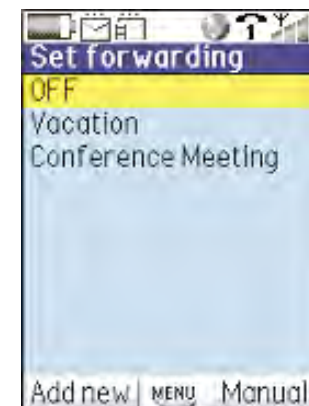 Set forwarding
OFF
Vacation
Conference Meeting
Add new MENU Manual